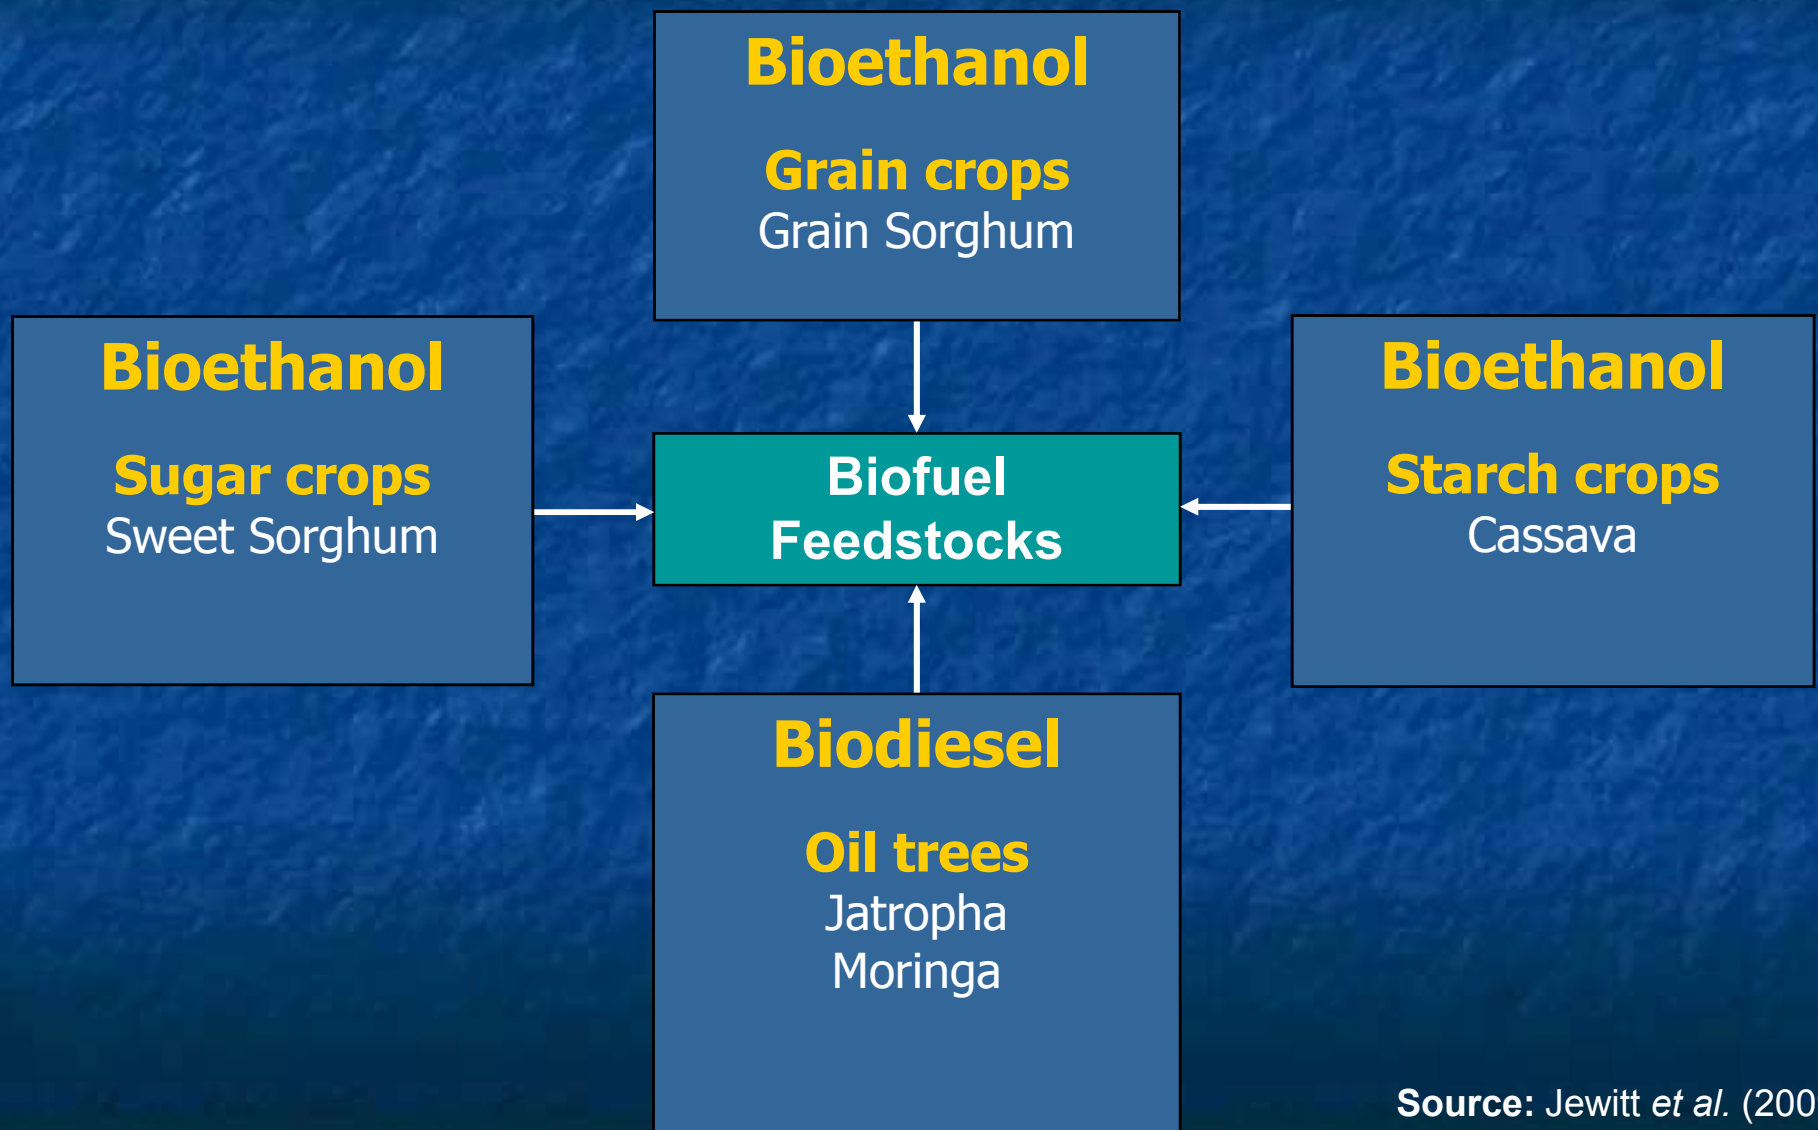 Bioethanol
Grain crops
Grain Sorghum
Bioethanol
Sugar crops
Sweet Sorghum
Biofuel
Feedstocks
Bioethanol
Starch crops
Cassava
Biodiesel
Oil trees
Jatropha
Moringa
Source: Jewitt et al. (200